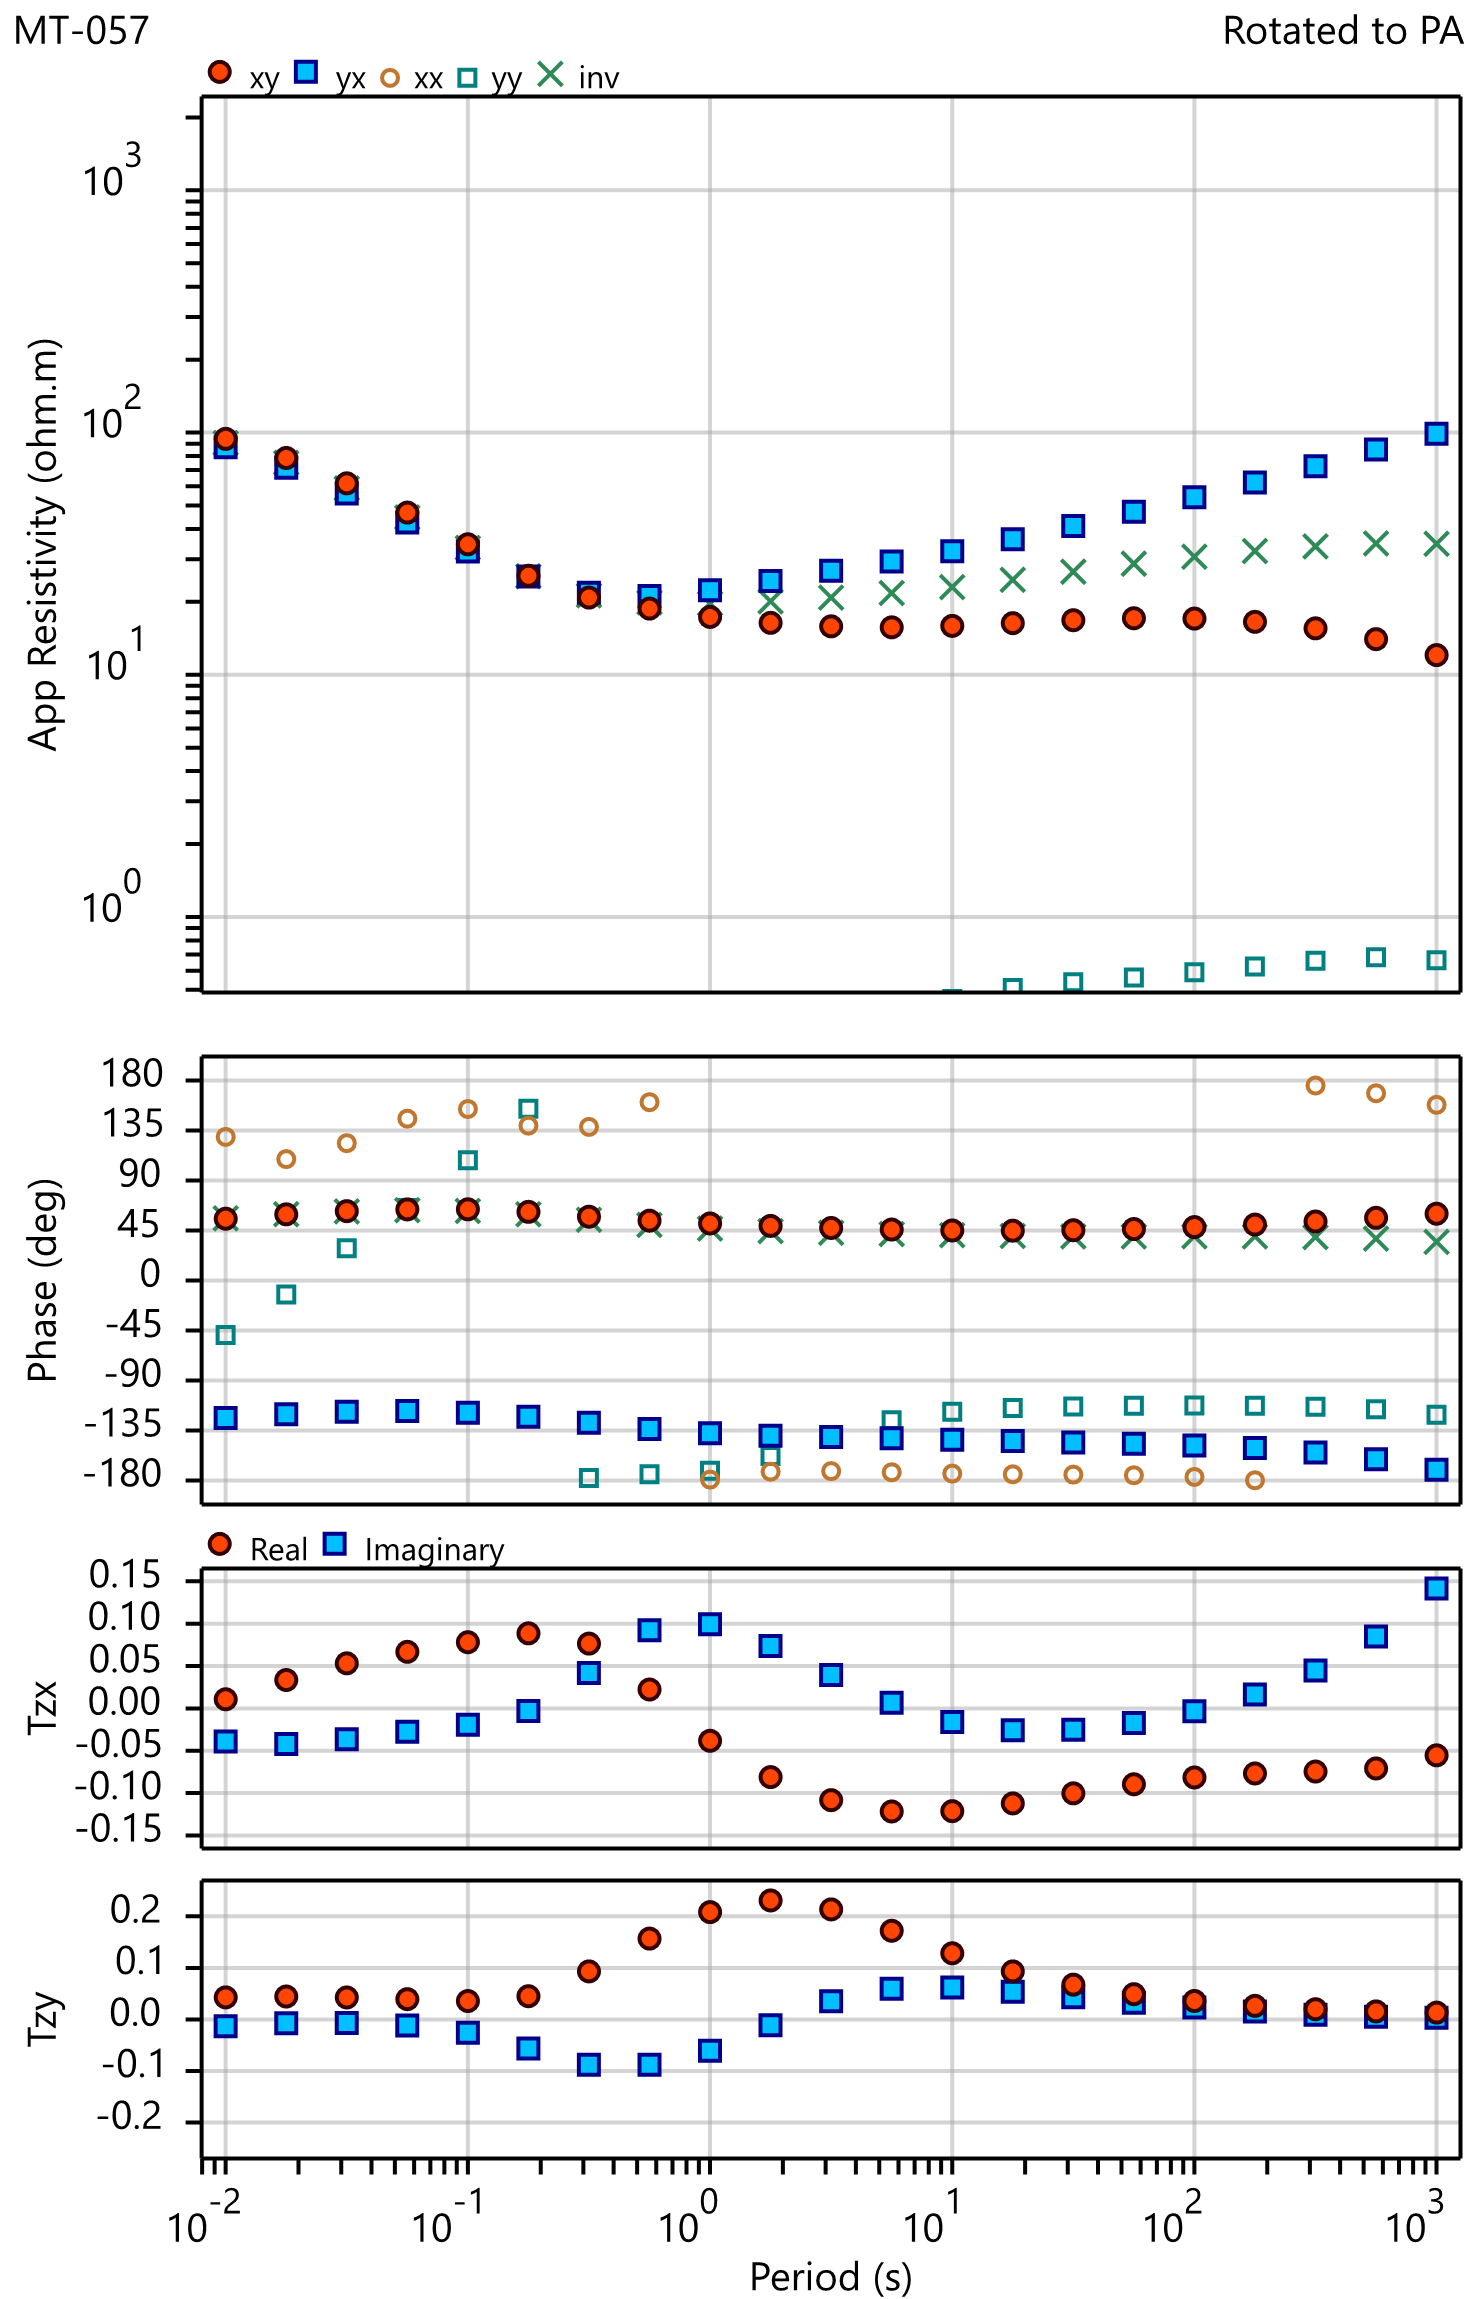 MT-057 Rotated to PA
xy yx xx yy inv
App Resistivity (ohm.m)
10^3
10^2
10^1
10^0
Phase (deg)
180
135
90
45
0
-45
-90
-135
-180
Real Imaginary
Tzx
0.15
0.10
0.05
0.00
-0.05
-0.10
-0.15
Tzy
0.2
0.1
0.0
-0.1
-0.2
10^-2 10^-1 10^0 10^1 10^2 10^3
Period (s)